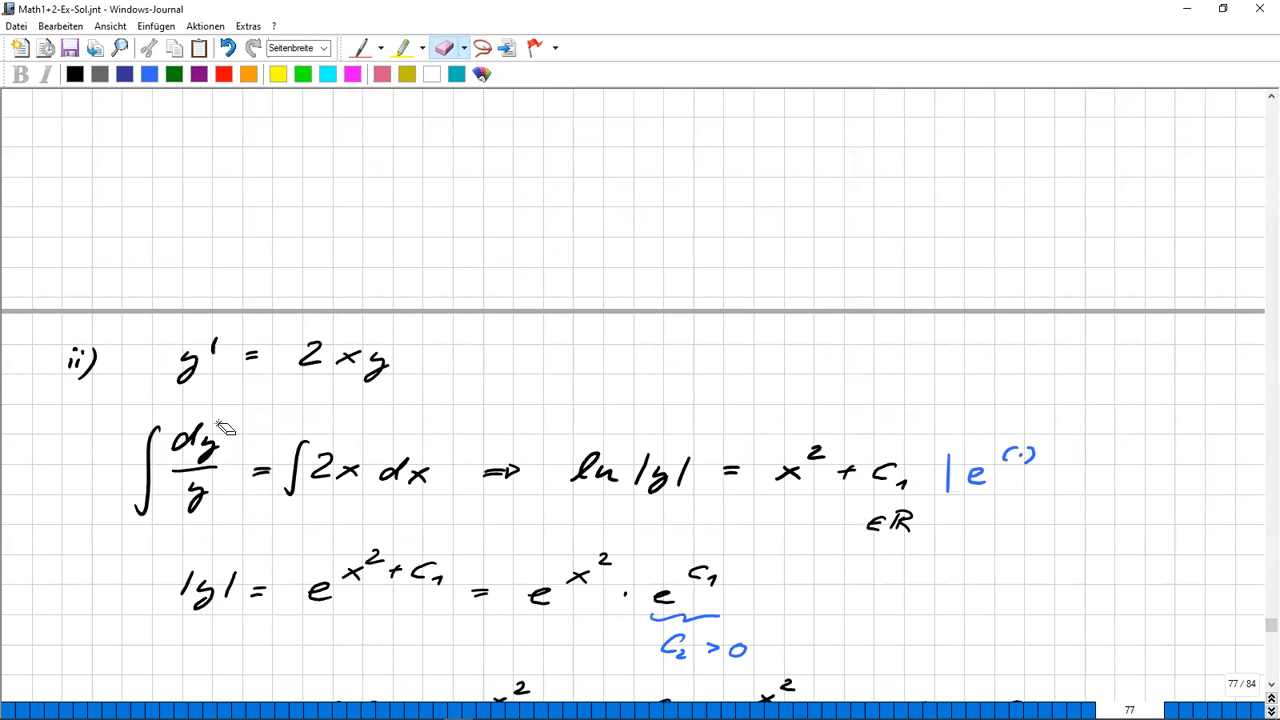 Math1+2-Ex-Sol.jnt - Windows-Journal
Datei Bearbeiten Ansicht Einfügen Aktionen Extras ?
Seitenbreite
B I
ii) y' = 2xy
∫ dy/y = ∫ 2x dx ⇒ ln |y| = x² + C₁ | e^(·)
∈ ℝ
|y| = e^(x² + C₁) = e^(x²) · e^(C₁)
C₂ > 0
77 / 84
77